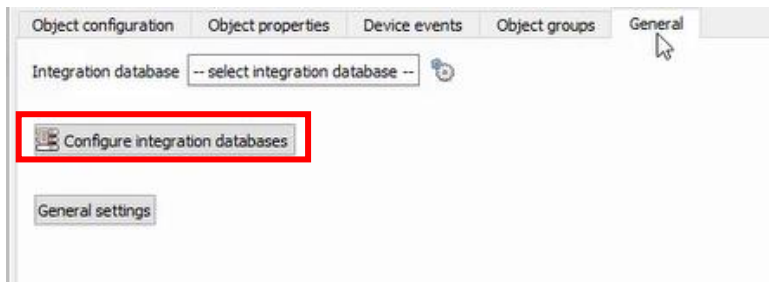 Object configuration Object properties Device events Object groups General
Integration database -- select integration database --
Configure integration databases
General settings